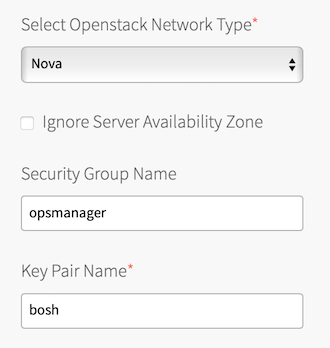 Select Openstack Network Type*
Nova
Ignore Server Availability Zone
Security Group Name
opsmanager
Key Pair Name*
bosh